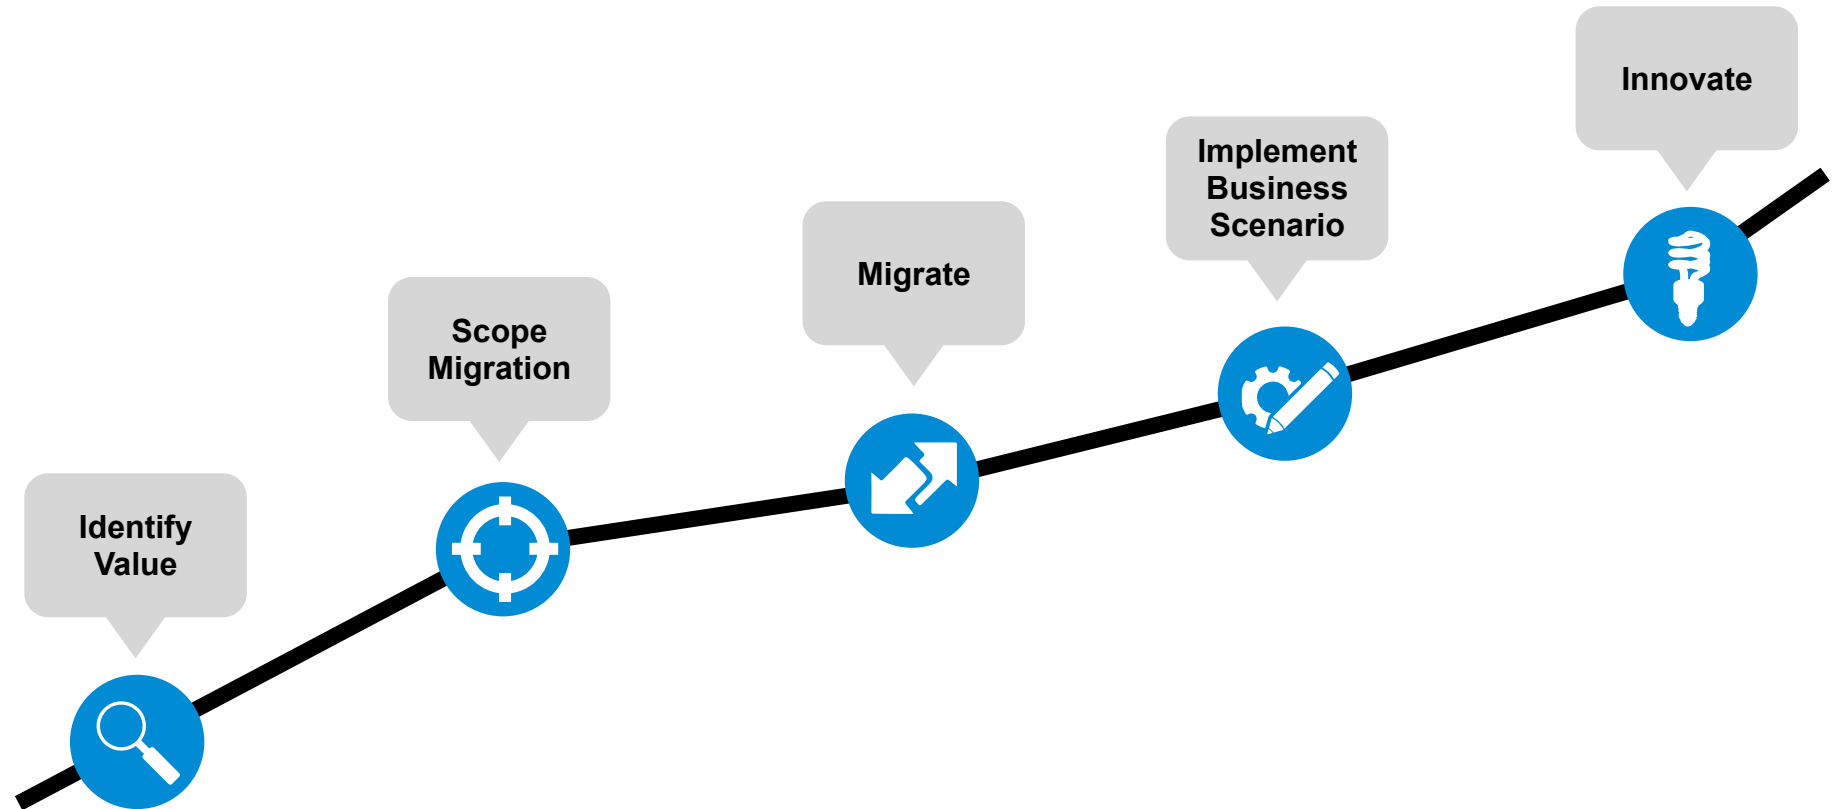 Identify
Value
Scope
Migration
Migrate
Implement
Business
Scenario
Innovate